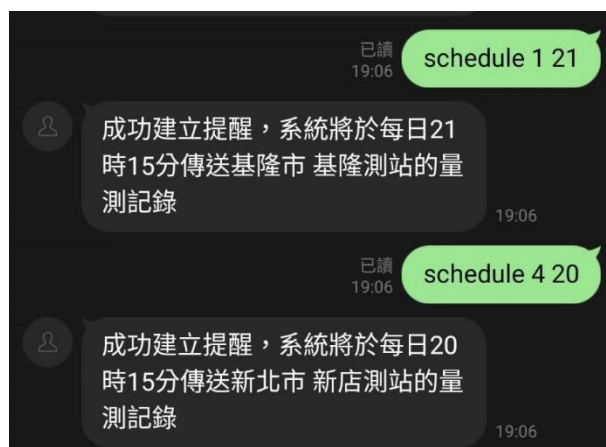 已讀
19:06
schedule 1 21
成功建立提醒，系統將於每日21
時15分傳送基隆市 基隆測站的量
測記錄
19:06
已讀
19:06
schedule 4 20
成功建立提醒，系統將於每日20
時15分傳送新北市 新店測站的量
測記錄
19:06